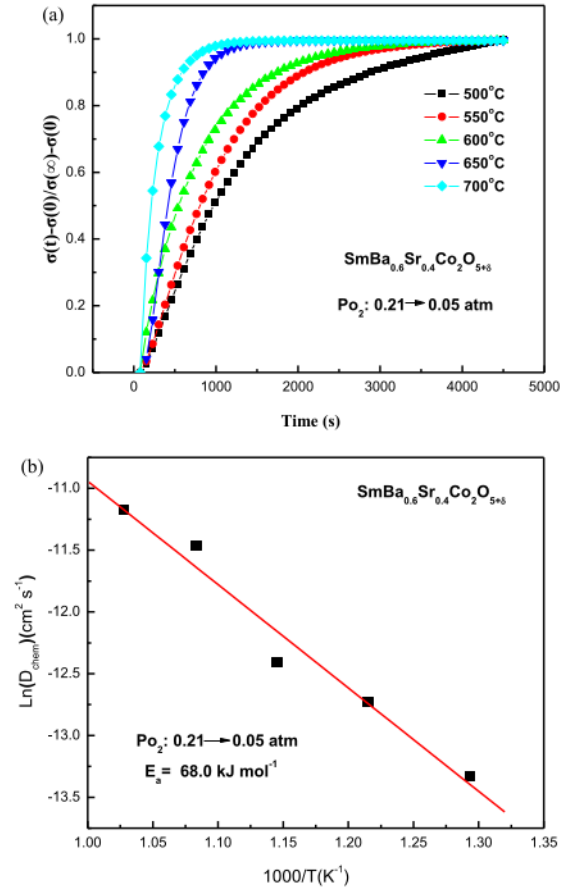 (a)
σ(t)-σ(0)/σ(∞)-σ(0)
1.0
0.8
0.6
0.4
0.2
0.0
500°C
550°C
600°C
650°C
700°C
SmBa0.6Sr0.4Co2O5+δ
Po2: 0.21→0.05 atm
0 1000 2000 3000 4000 5000
Time (s)
(b)
Ln(Dchem)(cm2 s-1)
-11.0
-11.5
-12.0
-12.5
-13.0
-13.5
SmBa0.6Sr0.4Co2O5+δ
Po2: 0.21→0.05 atm
Ea= 68.0 kJ mol-1
1.00 1.05 1.10 1.15 1.20 1.25 1.30 1.35
1000/T(K-1)